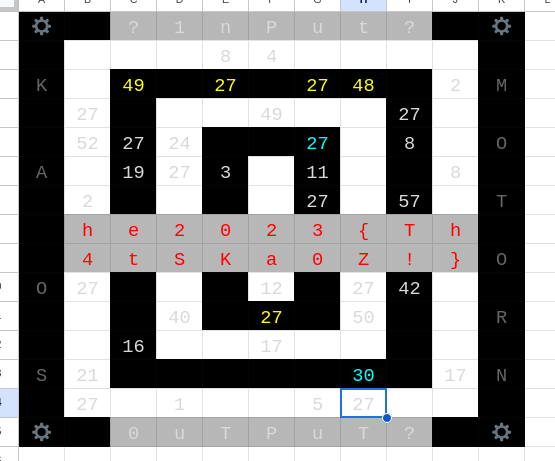 ? 1 n P u t ?
8 4
K 49 27 27 48 2 M
27 49 27
52 27 24 27 8 O
A 19 27 3 11 8
2 27 57 T
h e 2 0 2 3 { T h
4 t S K a 0 Z ! } O
O 27 12 27 42
40 27 50 R
16 17
S 21 30 17 N
27 1 5 27
0 u T P u T ?